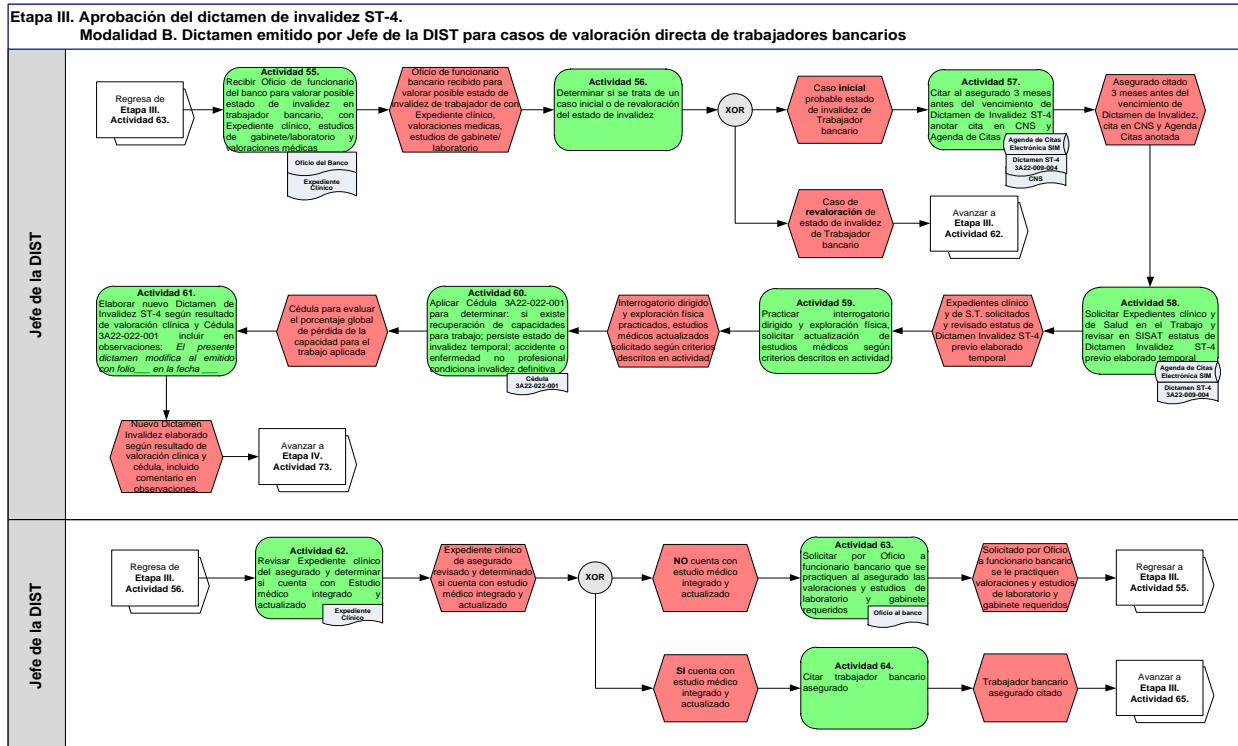 Etapa III. Aprobación del dictamen de invalidez ST-4.
Modalidad B. Dictamen emitido por Jefe de la DIST para casos de valoración directa de trabajadores bancarios
Jefe de la DIST
Regresa de
Etapa III.
Actividad 63.
Actividad 55.
Recibir Oficio de funcionario
del banco para valorar posible
estado de invalidez en
trabajador bancario, con
Expediente clínico, estudios
de gabinete/laboratorio y
valoraciones médicas
Oficio del Banco
Expediente
Clínico
Oficio de funcionario
bancario recibido para
valorar posible estado de
invalidez de trabajador de con
Expediente clínico,
valoraciones medicas,
estudios de gabinete/
laboratorio
Actividad 56.
Determinar si se trata de un
caso inicial o de revaloración
del estado de invalidez
XOR
Caso inicial
probable estado
de invalidez de
Trabajador
bancario
Actividad 57.
Citar al asegurado 3 meses
antes del vencimiento de
Dictamen de Invalidez ST-4
anotar cita en CNS y
Agenda de Citas
Agenda de Citas
Electrónica SIM
Dictamen ST-4
3A22-009-004
CNS
Asegurado citado
3 meses antes del
vencimiento de
Dictamen de Invalidez,
cita en CNS y Agenda
Citas anotada
Caso de
revaloración de
estado de invalidez
de Trabajador
bancario
Avanzar a
Etapa III.
Actividad 62.
Actividad 61.
Elaborar nuevo Dictamen de
Invalidez ST-4 según resultado
de valoración clínica y Cédula
3A22-022-001 incluir en
observaciones: El presente
dictamen modifica al emitido
con folio___ en la fecha ___
Cédula para evaluar
el porcentaje global
de pérdida de la
capacidad para el
trabajo aplicada
Actividad 60.
Aplicar Cédula 3A22-022-001
para determinar: si existe
recuperación de capacidades
para trabajo; persiste estado de
invalidez temporal; accidente o
enfermedad no profesional
condiciona invalidez definitiva
Cédula
3A22-022-001
Interrogatorio dirigido
y exploración física
practicados, estudios
médicos actualizados
solicitado según criterios
descritos en actividad
Actividad 59.
Practicar interrogatorio
dirigido y exploración física,
solicitar actualización de
estudios médicos según
criterios descritos en actividad
Expedientes clínico
y de S.T. solicitados
y revisado estatus de
Dictamen Invalidez ST-4
previo elaborado
temporal
Actividad 58.
Solicitar Expedientes clínico y
de Salud en el Trabajo y
revisar en SISAT estatus de
Dictamen Invalidez ST-4
previo elaborado temporal
Agenda de Citas
Electrónica SIM
Dictamen ST-4
3A22-009-004
Nuevo Dictamen
Invalidez elaborado
según resultado de
valoración clínica y
cédula, incluido
comentario en
observaciones.
Avanzar a
Etapa IV.
Actividad 73.
Jefe de la DIST
Regresa de
Etapa III.
Actividad 56.
Actividad 62.
Revisar Expediente clínico
del asegurado y determinar
si cuenta con Estudio
médico integrado y
actualizado
Expediente
Clínico
Expediente clínico
de asegurado
revisado y determinado
si cuenta con estudio
médico integrado y
actualizado
XOR
NO cuenta con
estudio médico
integrado y
actualizado
Actividad 63.
Solicitar por Oficio a
funcionario bancario que se
practiquen al asegurado las
valoraciones y estudios de
laboratorio y gabinete
requeridos
Oficio al banco
Solicitado por Oficio
a funcionario bancario
se le practiquen
valoraciones y estudios
de laboratorio y
gabinete requeridos
Regresar a
Etapa III.
Actividad 55.
SI cuenta con
estudio médico
integrado y
actualizado
Actividad 64.
Citar trabajador bancario
asegurado
Trabajador bancario
asegurado citado
Avanzar a
Etapa III.
Actividad 65.